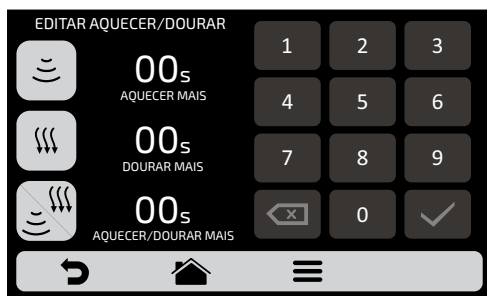 EDITAR AQUECER/DOURAR
00s
AQUECER MAIS
00s
DOURAR MAIS
00s
AQUECER/DOURAR MAIS
1 2 3
4 5 6
7 8 9
x 0